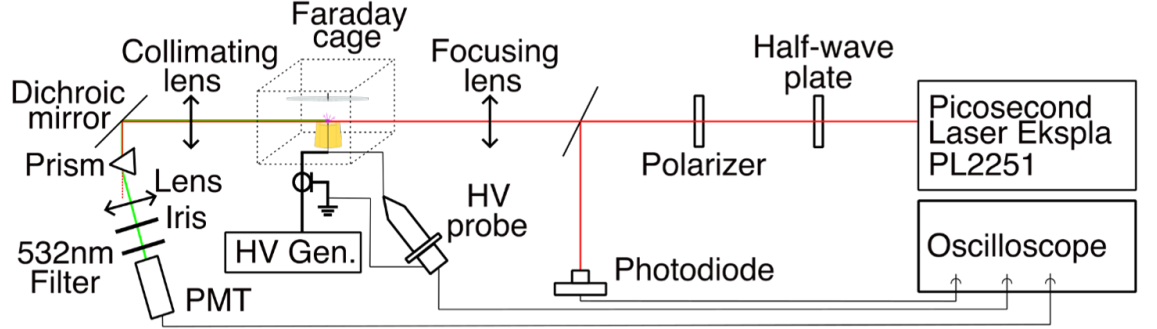 Faraday
cage
Collimating
lens
Focusing
lens
Half-wave
plate
Dichroic
mirror
Picosecond
Laser Ekspla
PL2251
Prism
Polarizer
Lens
Iris
HV
probe
532nm
Filter
HV Gen.
Oscilloscope
Photodiode
PMT